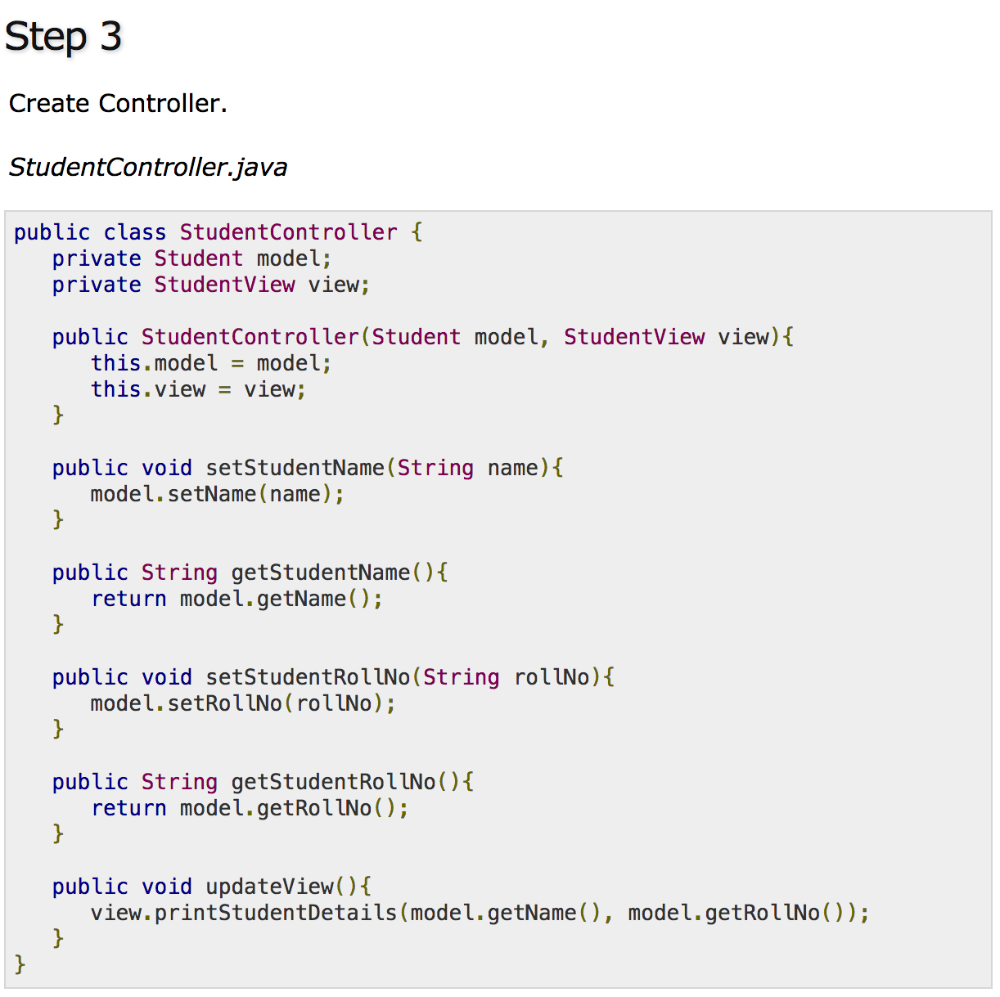 Step 3
Create Controller.
StudentController.java
public class StudentController {
   private Student model;
   private StudentView view;

   public StudentController(Student model, StudentView view){
      this.model = model;
      this.view = view;
   }

   public void setStudentName(String name){
      model.setName(name);
   }

   public String getStudentName(){
      return model.getName();
   }

   public void setStudentRollNo(String rollNo){
      model.setRollNo(rollNo);
   }

   public String getStudentRollNo(){
      return model.getRollNo();
   }

   public void updateView(){
      view.printStudentDetails(model.getName(), model.getRollNo());
   }
}